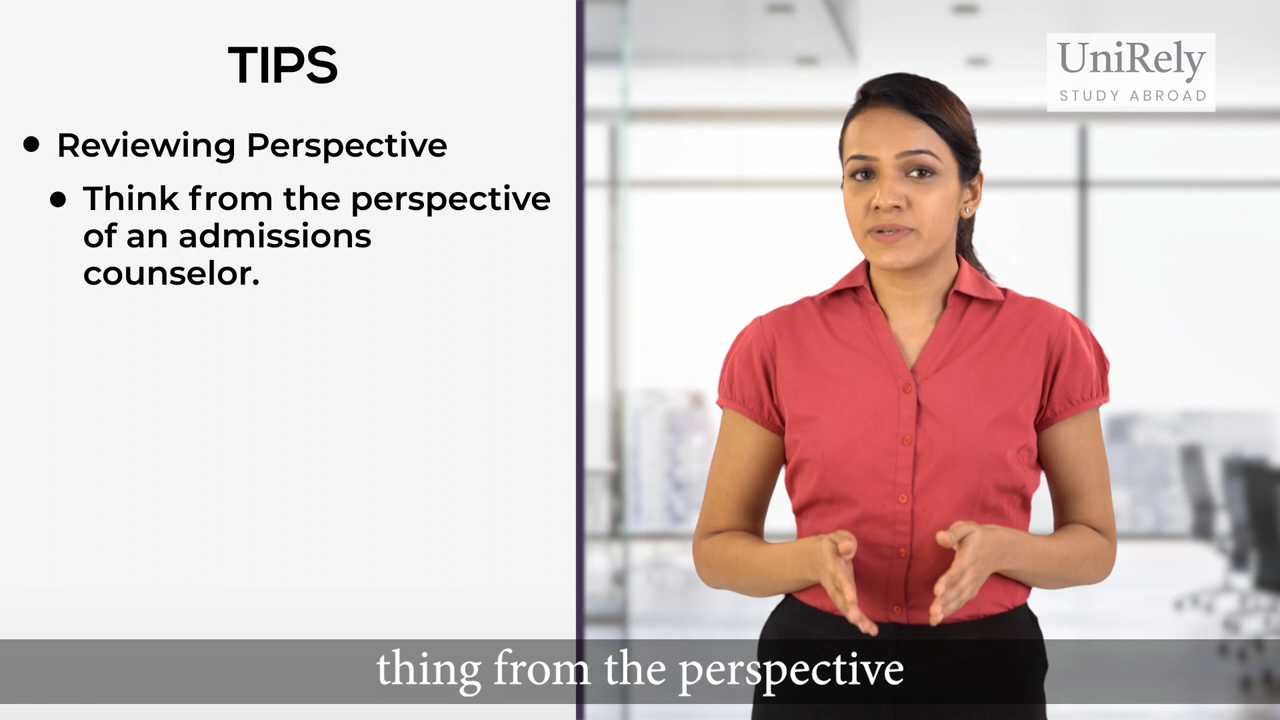 TIPS
Reviewing Perspective
Think from the perspective
of an admissions
counselor.
UniRely
STUDY ABROAD
thing from the perspective